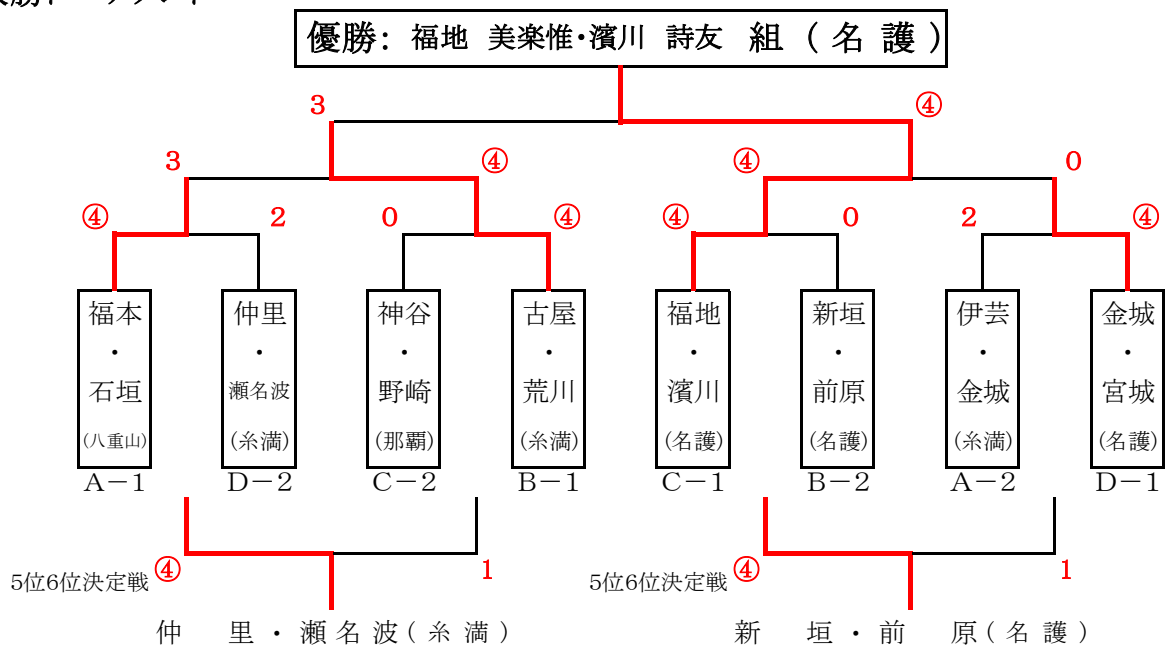 優勝: 福地 美楽惟・濱川 詩友 組 (名護)
3 ④
3 ④ ④ 0
④ 2 0 ④ ④ 0 2 ④
福本 仲里 神谷 古屋 福地 新垣 伊芸 金城
・ ・ ・ ・ ・ ・ ・ ・
石垣 瀬名波 野崎 荒川 濱川 前原 金城 宮城
(八重山) (糸満) (那覇) (糸満) (名護) (名護) (糸満) (名護)
A-1 D-2 C-2 B-1 C-1 B-2 A-2 D-1
5位6位決定戦 ④ 1 5位6位決定戦 ④ 1
仲 里・瀬名波(糸満) 新 垣・前 原(名護)